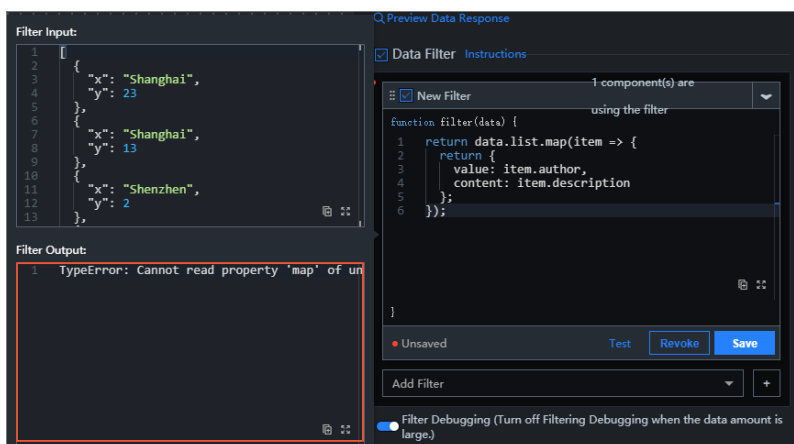 Filter Input:
1 [
2 {
3 "x": "Shanghai",
4 "y": 23
5 },
6 {
7 "x": "Shanghai",
8 "y": 13
9 },
10 {
11 "x": "Shenzhen",
12 "y": 2
13 },
Filter Output:
1 TypeError: Cannot read property 'map' of un
Preview Data Response
Data Filter Instructions
New Filter
1 component(s) are
using the filter
function filter(data) {
1 return data.list.map(item => {
2 return {
3 value: item.author,
4 content: item.description
5 };
6 });
}
Unsaved Test Revoke Save
Add Filter +
Filter Debugging (Turn off Filtering Debugging when the data amount is
large.)